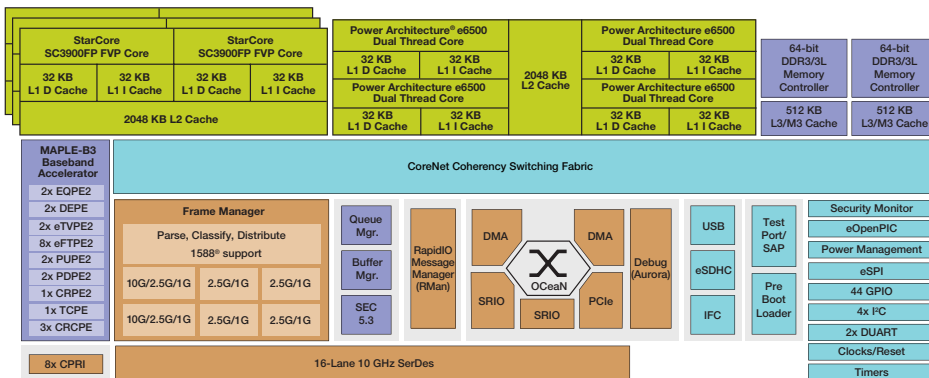 StarCore
SC3900FP FVP Core
StarCore
SC3900FP FVP Core
32 KB
L1 D Cache
32 KB
L1 I Cache
32 KB
L1 D Cache
32 KB
L1 I Cache
2048 KB L2 Cache
Power Architecture® e6500
Dual Thread Core
32 KB
L1 D Cache
32 KB
L1 I Cache
Power Architecture e6500
Dual Thread Core
32 KB
L1 D Cache
32 KB
L1 I Cache
2048 KB
L2 Cache
Power Architecture e6500
Dual Thread Core
32 KB
L1 D Cache
32 KB
L1 I Cache
Power Architecture e6500
Dual Thread Core
32 KB
L1 D Cache
32 KB
L1 I Cache
64-bit
DDR3/3L
Memory
Controller
64-bit
DDR3/3L
Memory
Controller
512 KB
L3/M3 Cache
512 KB
L3/M3 Cache
MAPLE-B3
Baseband
Accelerator
2x EQPE2
2x DEPE
2x eTVPE2
8x eFTPE2
2x PUPE2
2x PDPE2
1x CRPE2
1x TCPE
3x CRCPE
8x CPRI
CoreNet Coherency Switching Fabric
Frame Manager
Parse, Classify, Distribute
1588® support
10G/2.5G/1G
2.5G/1G
2.5G/1G
10G/2.5G/1G
2.5G/1G
2.5G/1G
Queue
Mgr.
Buffer
Mgr.
SEC
5.3
RapidIO
Message
Manager
(RMan)
DMA
DMA
OCeaN
SRIO
SRIO
PCIe
Debug
(Aurora)
USB
eSDHC
IFC
Test
Port/
SAP
Pre
Boot
Loader
Security Monitor
eOpenPIC
Power Management
eSPI
44 GPIO
4x I²C
2x DUART
Clocks/Reset
Timers
16-Lane 10 GHz SerDes